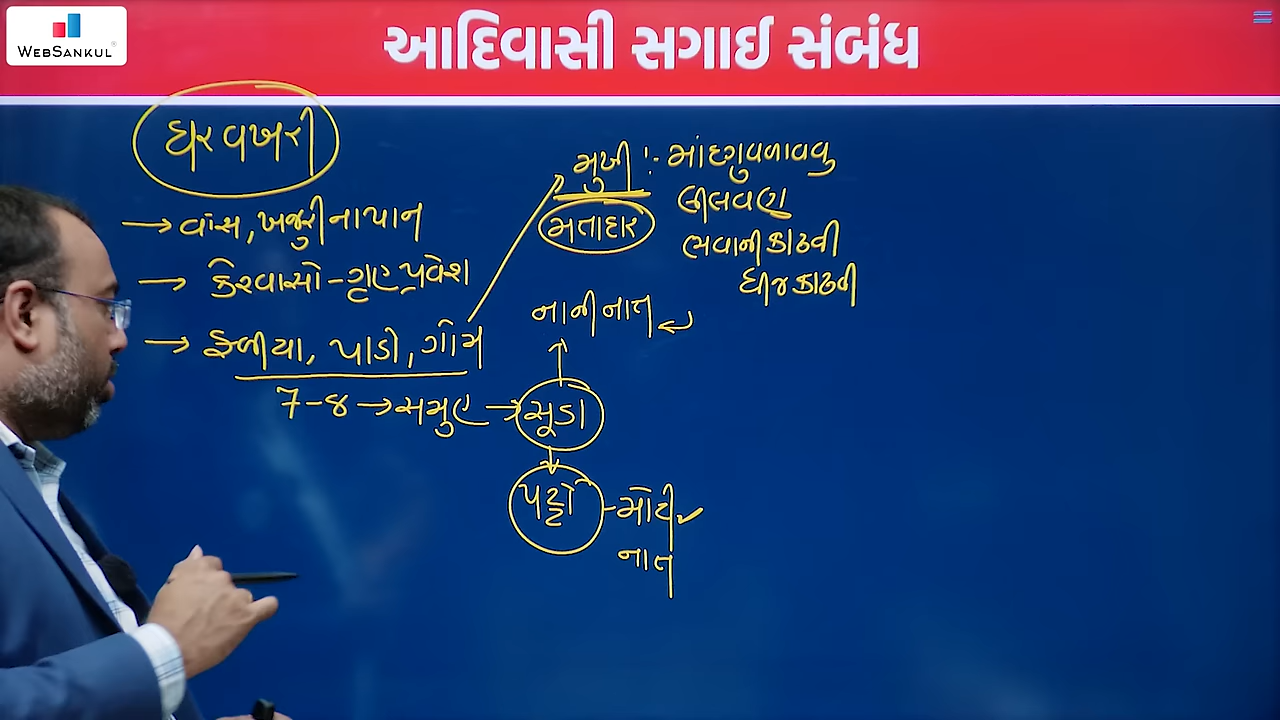 WEBSANKUL®
આદિવાસી સગાઈ સંબંધ
ઘરવખરી
→ વાંસ, ખજુરીના પાન
→ કેરવાસો - ગૃહપ્રવેશ
→ ફળીયા, પાડો, ગામ
7-8 → સમુહ → સૂડા
મુખી :- માંદગુવળાવવુ
મતાદાર
લીલવણ
ભવાની કાઢવી
ધીજ કાઢવી
નાની નાત
પટ્ટો - મોટી
નાત